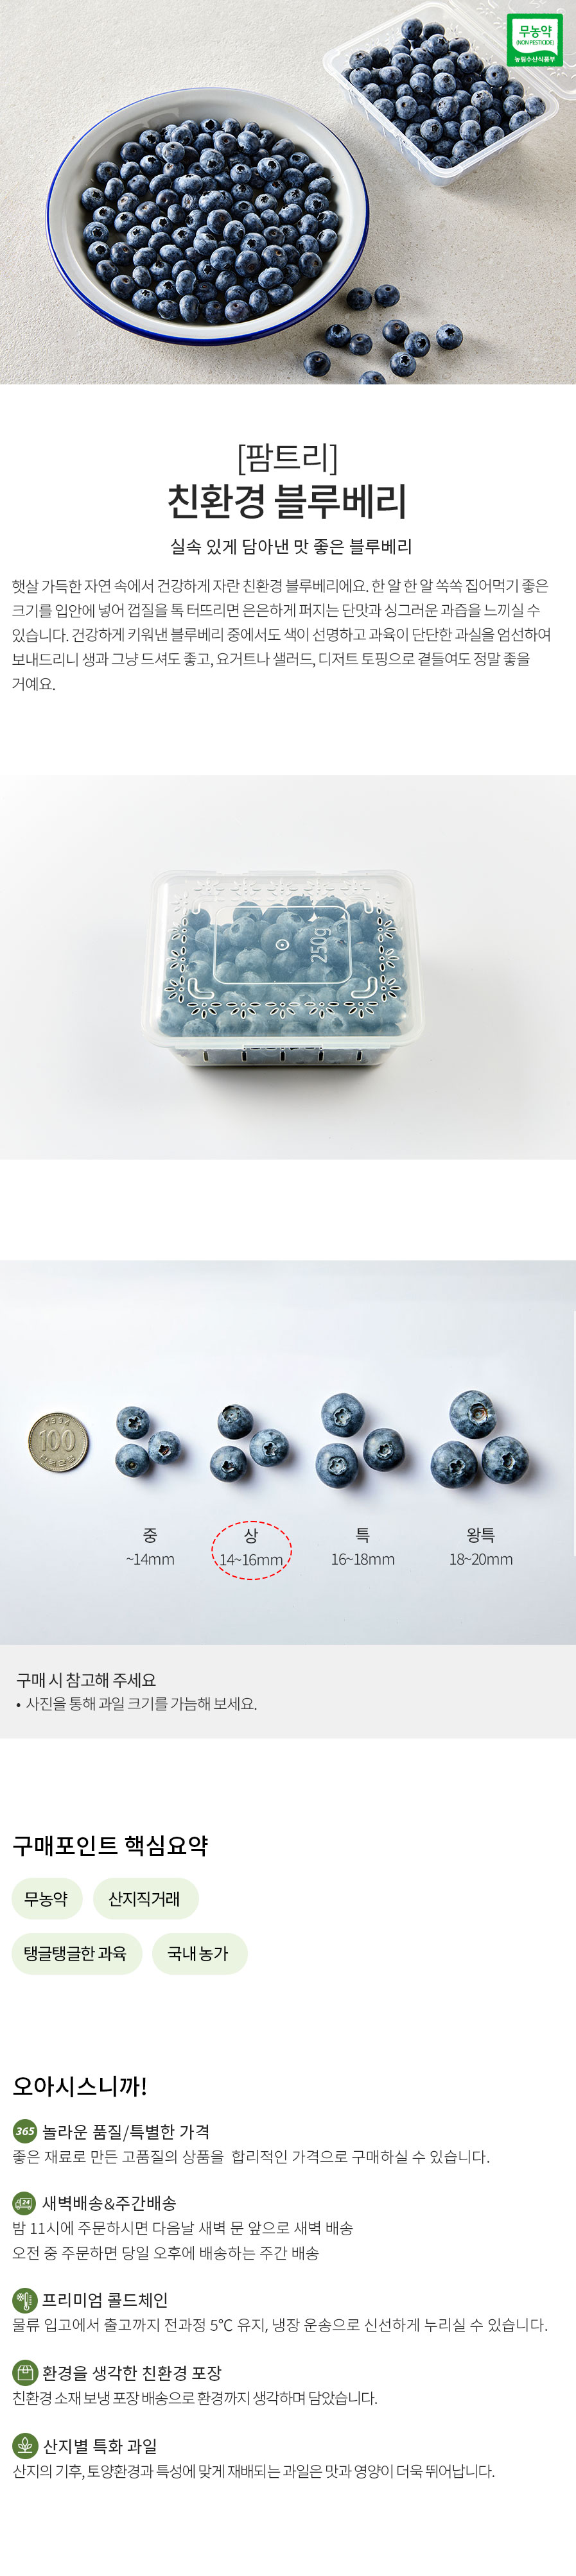 무농약
(NON PESTICIDE)
농림수산식품부
[팜트리]
친환경 블루베리
실속 있게 담아낸 맛 좋은 블루베리
햇살 가득한 자연 속에서 건강하게 자란 친환경 블루베리에요. 한 알 한 알 쏙쏙 집어먹기 좋은
크기를 입안에 넣어 껍질을 톡 터뜨리면 은은하게 퍼지는 단맛과 싱그러운 과즙을 느끼실 수
있습니다. 건강하게 키워낸 블루베리 중에서도 색이 선명하고 과육이 단단한 과실을 엄선하여
보내드리니 생과 그냥 드셔도 좋고, 요거트나 샐러드, 디저트 토핑으로 곁들여도 정말 좋을
거예요.
250g
1994
100
한국은행
중
~14mm
상
14~16mm
특
16~18mm
왕특
18~20mm
구매 시 참고해 주세요
• 사진을 통해 과일 크기를 가늠해 보세요.
구매포인트 핵심요약
무농약
산지직거래
탱글탱글한 과육
국내 농가
오아시스니까!
365 놀라운 품질/특별한 가격
좋은 재료로 만든 고품질의 상품을 합리적인 가격으로 구매하실 수 있습니다.
24 새벽배송&주간배송
밤 11시에 주문하시면 다음날 새벽 문 앞으로 새벽 배송
오전 중 주문하면 당일 오후에 배송하는 주간 배송
프리미엄 콜드체인
물류 입고에서 출고까지 전과정 5℃ 유지, 냉장 운송으로 신선하게 누리실 수 있습니다.
환경을 생각한 친환경 포장
친환경 소재 보냉 포장 배송으로 환경까지 생각하며 담았습니다.
산지별 특화 과일
산지의 기후, 토양환경과 특성에 맞게 재배되는 과일은 맛과 영양이 더욱 뛰어납니다.